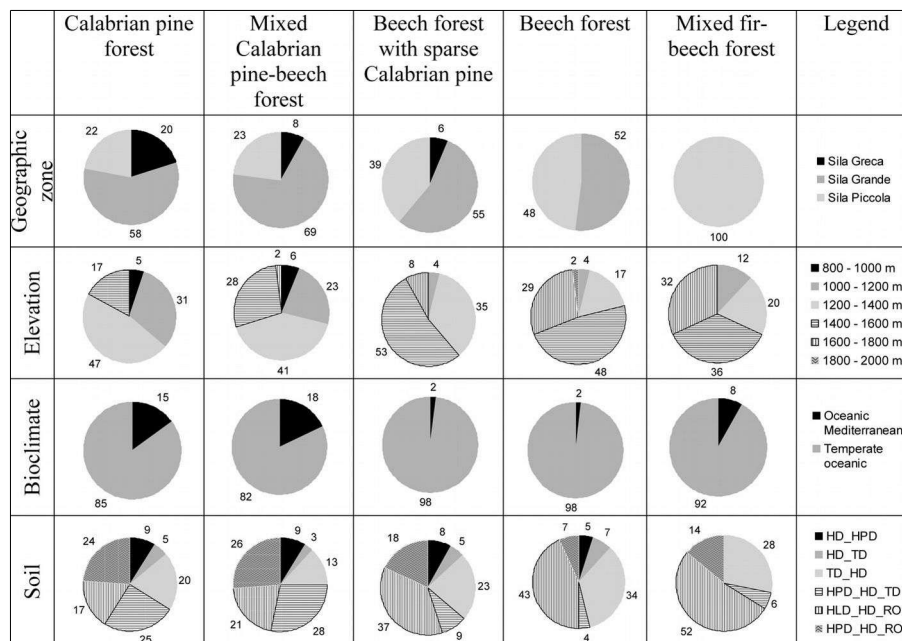 Calabrian pine forest
Mixed Calabrian pine-beech forest
Beech forest with sparse Calabrian pine
Beech forest
Mixed fir-beech forest
Legend
Geographic zone
22
20
58
23
8
69
39
6
55
52
48
100
Sila Greca
Sila Grande
Sila Piccola
Elevation
17
5
31
47
28
2
6
23
41
8
4
35
53
2
4
17
29
48
12
32
20
36
800 - 1000 m
1000 - 1200 m
1200 - 1400 m
1400 - 1600 m
1600 - 1800 m
1800 - 2000 m
Bioclimate
15
85
18
82
2
98
2
98
8
92
Oceanic
Mediterranean
Temperate
oceanic
Soil
24
9
5
20
17
25
26
9
3
13
21
28
18
8
5
23
37
9
7
5
7
34
43
4
14
28
6
52
HD_HPD
HD_TD
TD_HD
HPD_HD_TD
HLD_HD_RO
HPD_HD_RO